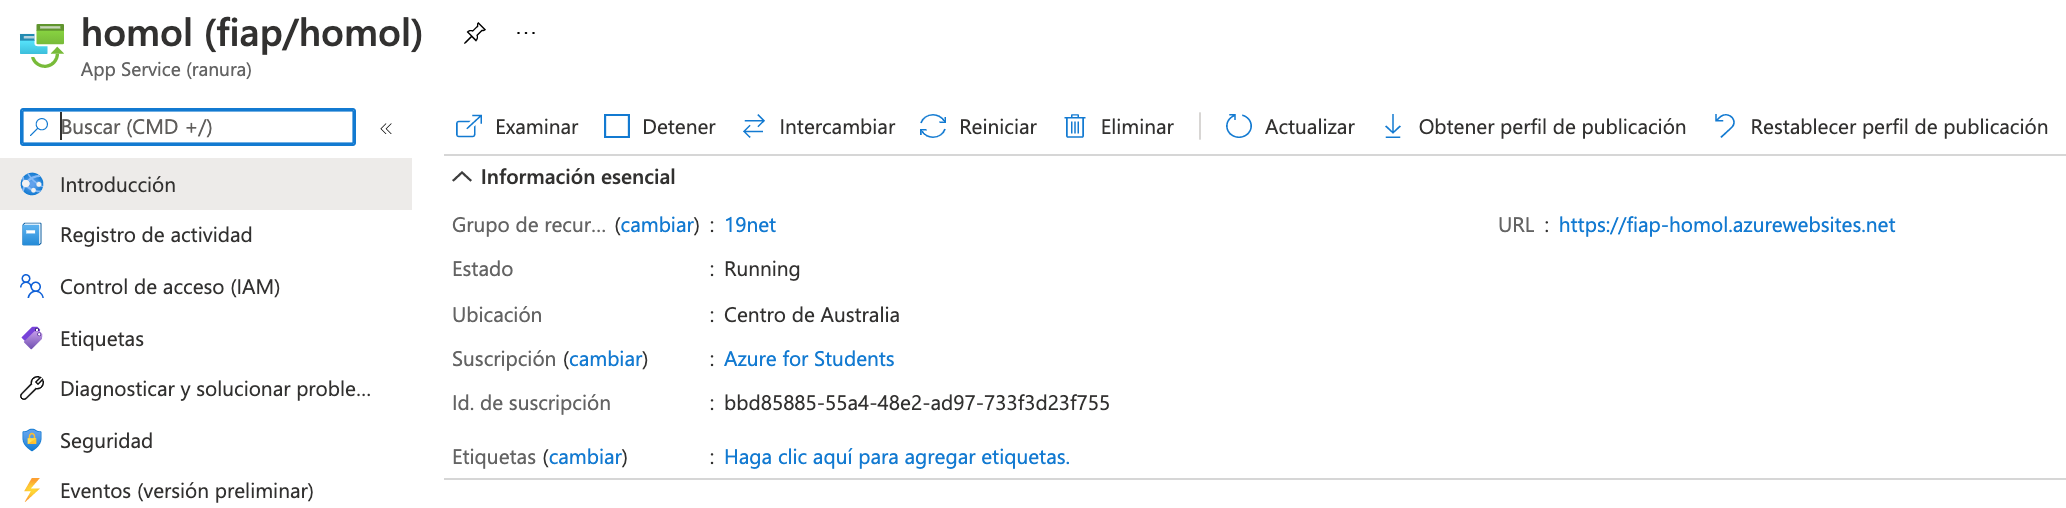 homol (fiap/homol)
...
App Service (ranura)
Buscar (CMD +/)
«
Examinar
Detener
Intercambiar
Reiniciar
Eliminar
Actualizar
Obtener perfil de publicación
Restablecer perfil de publicación
Introducción
Registro de actividad
Control de acceso (IAM)
Etiquetas
Diagnosticar y solucionar proble...
Seguridad
Eventos (versión preliminar)
Información esencial
Grupo de recur... (cambiar) : 19net
Estado : Running
Ubicación : Centro de Australia
Suscripción (cambiar) : Azure for Students
Id. de suscripción : bbd85885-55a4-48e2-ad97-733f3d23f755
Etiquetas (cambiar) : Haga clic aquí para agregar etiquetas.
URL : https://fiap-homol.azurewebsites.net